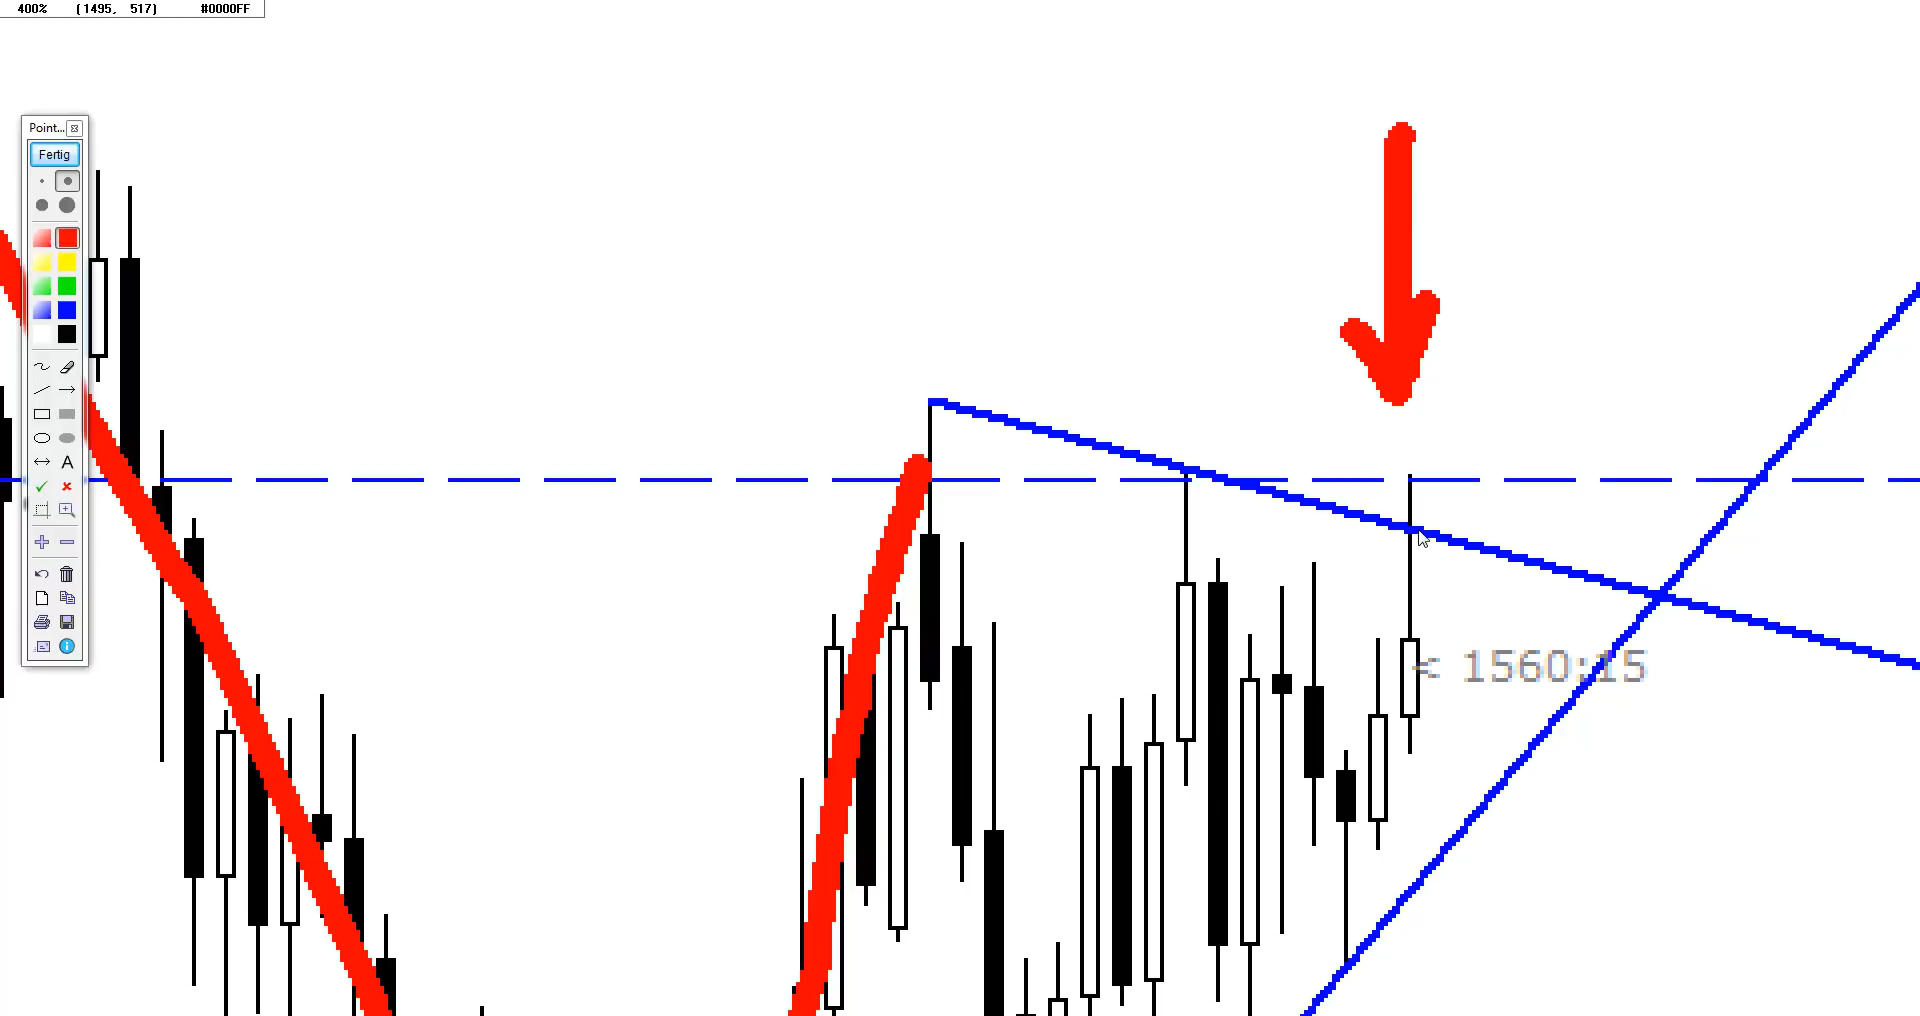 400% (1495, 517) #0000FF
Point...
Fertig
A
< 1560:15